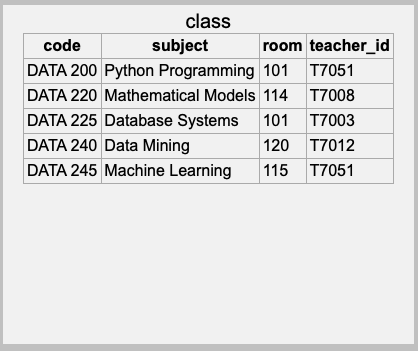 class
code subject room teacher_id
DATA 200 Python Programming 101 T7051
DATA 220 Mathematical Models 114 T7008
DATA 225 Database Systems 101 T7003
DATA 240 Data Mining 120 T7012
DATA 245 Machine Learning 115 T7051